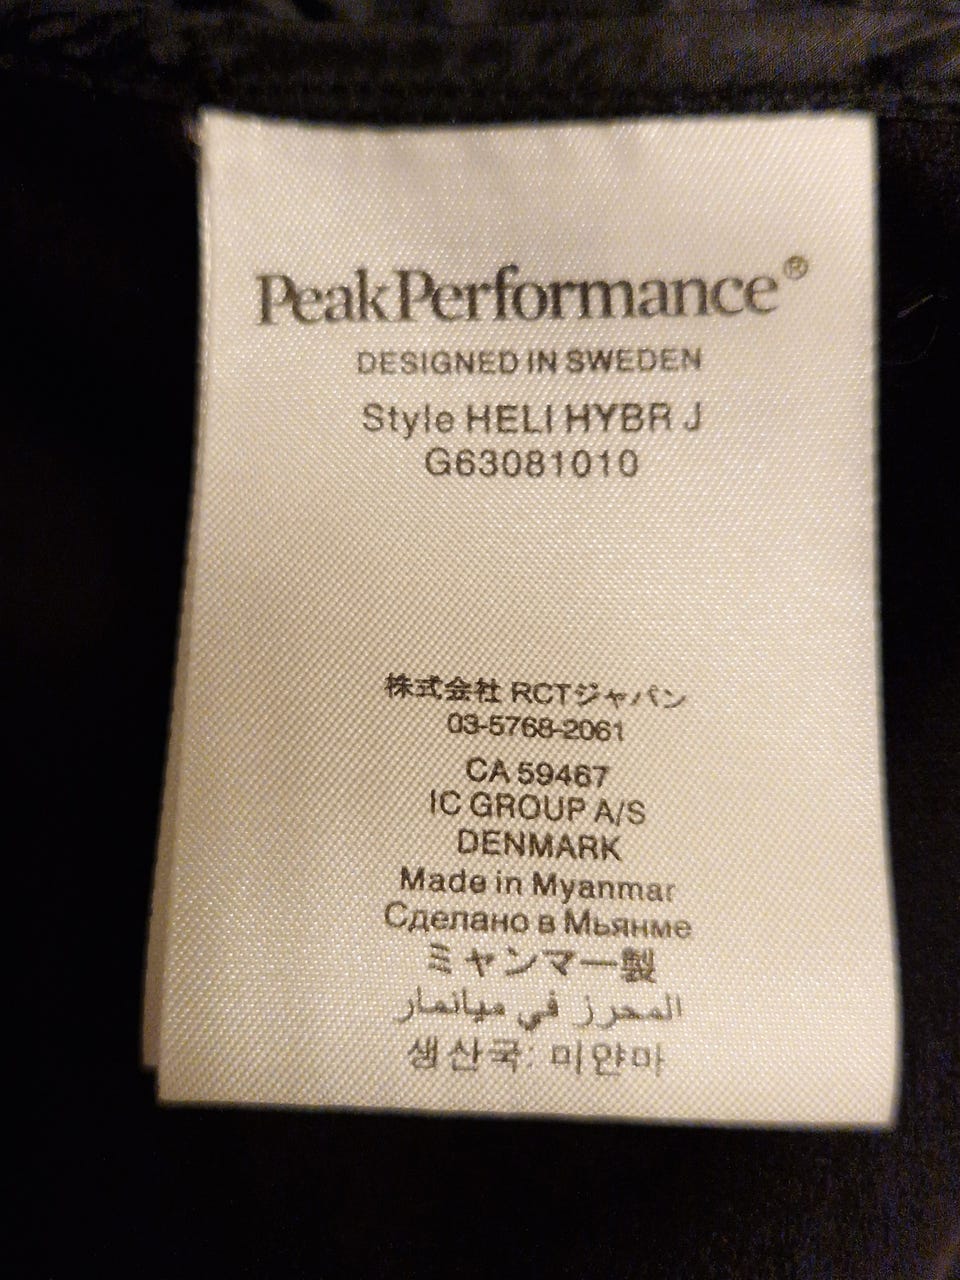 PeakPerformance®
DESIGNED IN SWEDEN
Style HELI HYBR J
G63081010
株式会社 RCTジャパン
03-5768-2061
CA 59467
IC GROUP A/S
DENMARK
Made in Myanmar
Сделано в Мьянме
ミャンマー製
المحرز في ميانمار
생산국: 미얀마